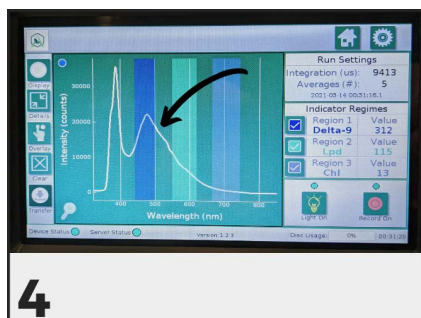 Run Settings
Integration (us): 9413
Averages (#): 5
2021-03-14 00:31:16.1
Indicator Regimes
Region 1 Value
Delta-9 312
Region 2 Value
Lpd 115
Region 3 Value
Chl 13
Light On Record On
Display
Details
Overlay
Clear
Transfer
Intensity (counts)
30000
20000
10000
0
400 500 600 700 800
Wavelength (nm)
Device Status Server Status Version:1.2.3 Disc Usage: 0% 00:31:20
4